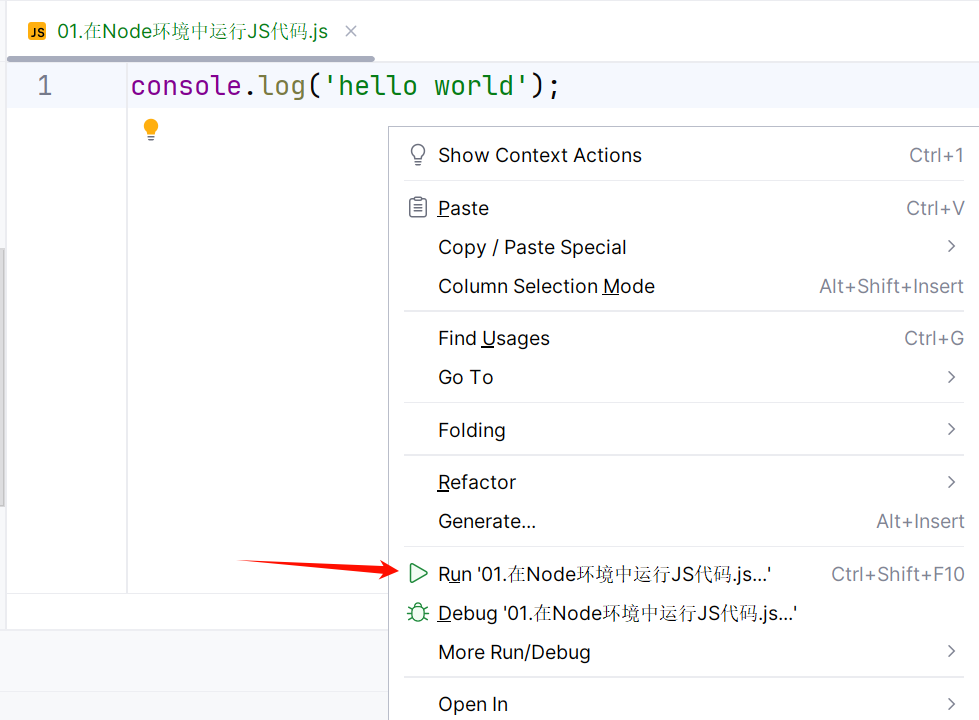 JS 01.在Node环境中运行JS代码.js
1 console.log('hello world');
Show Context Actions Ctrl+1
Paste Ctrl+V
Copy / Paste Special
Column Selection Mode Alt+Shift+Insert
Find Usages Ctrl+G
Go To
Folding
Refactor
Generate... Alt+Insert
Run '01.在Node环境中运行JS代码.js...' Ctrl+Shift+F10
Debug '01.在Node环境中运行JS代码.js...'
More Run/Debug
Open In